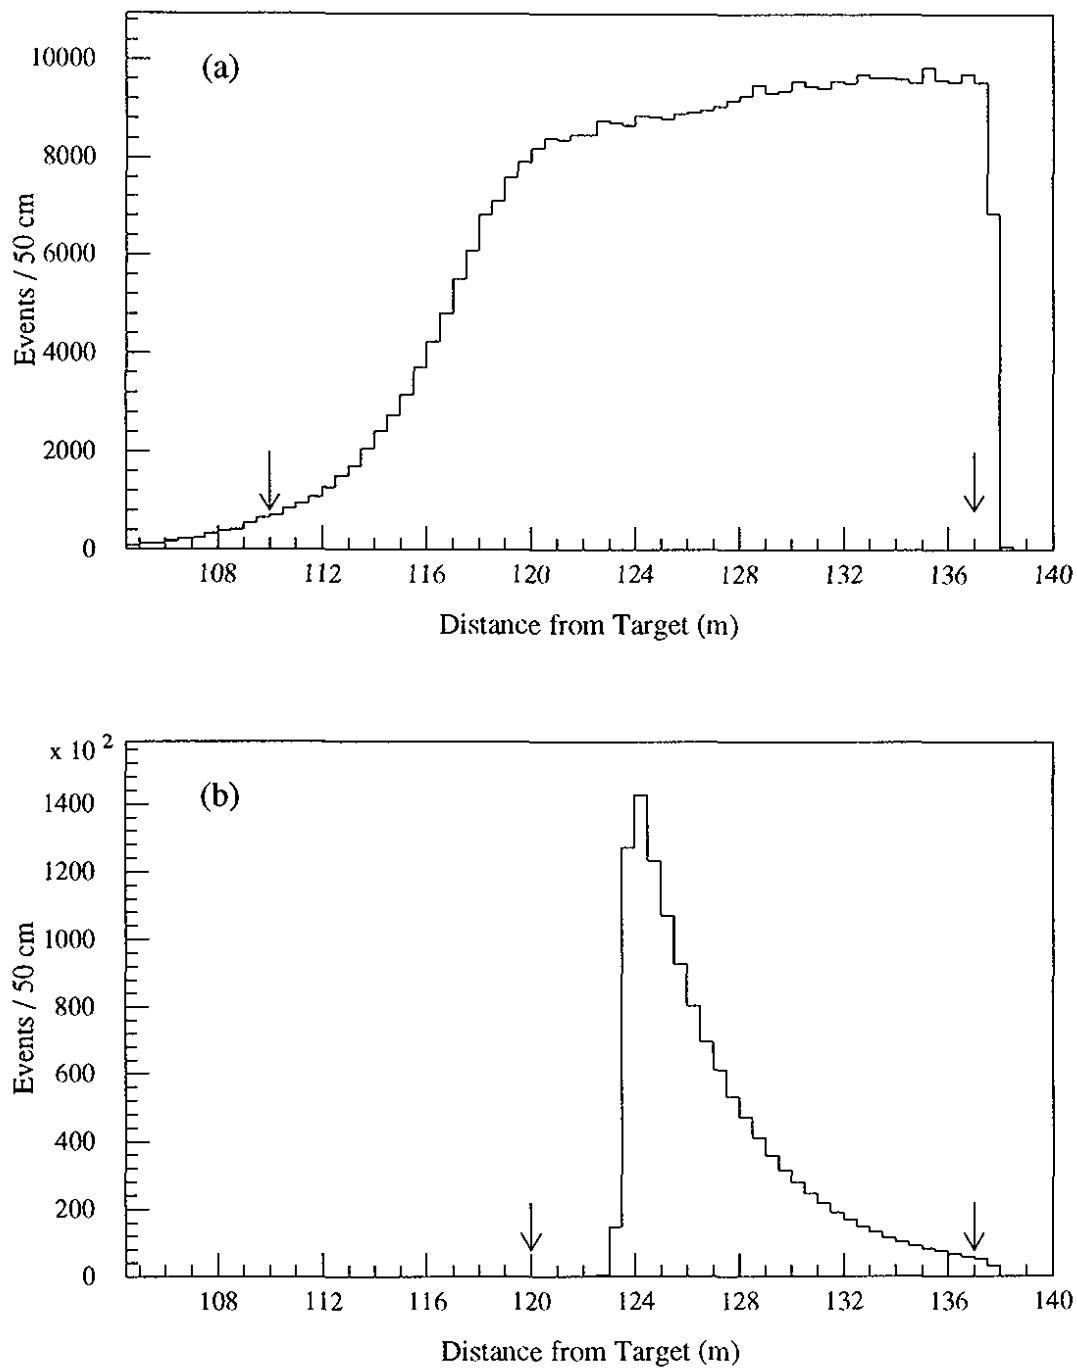 (a)
10000
8000
6000
4000
2000
0
Events / 50 cm
108 112 116 120 124 128 132 136 140
Distance from Target (m)
x 10 2
(b)
1400
1200
1000
800
600
400
200
0
Events / 50 cm
108 112 116 120 124 128 132 136 140
Distance from Target (m)